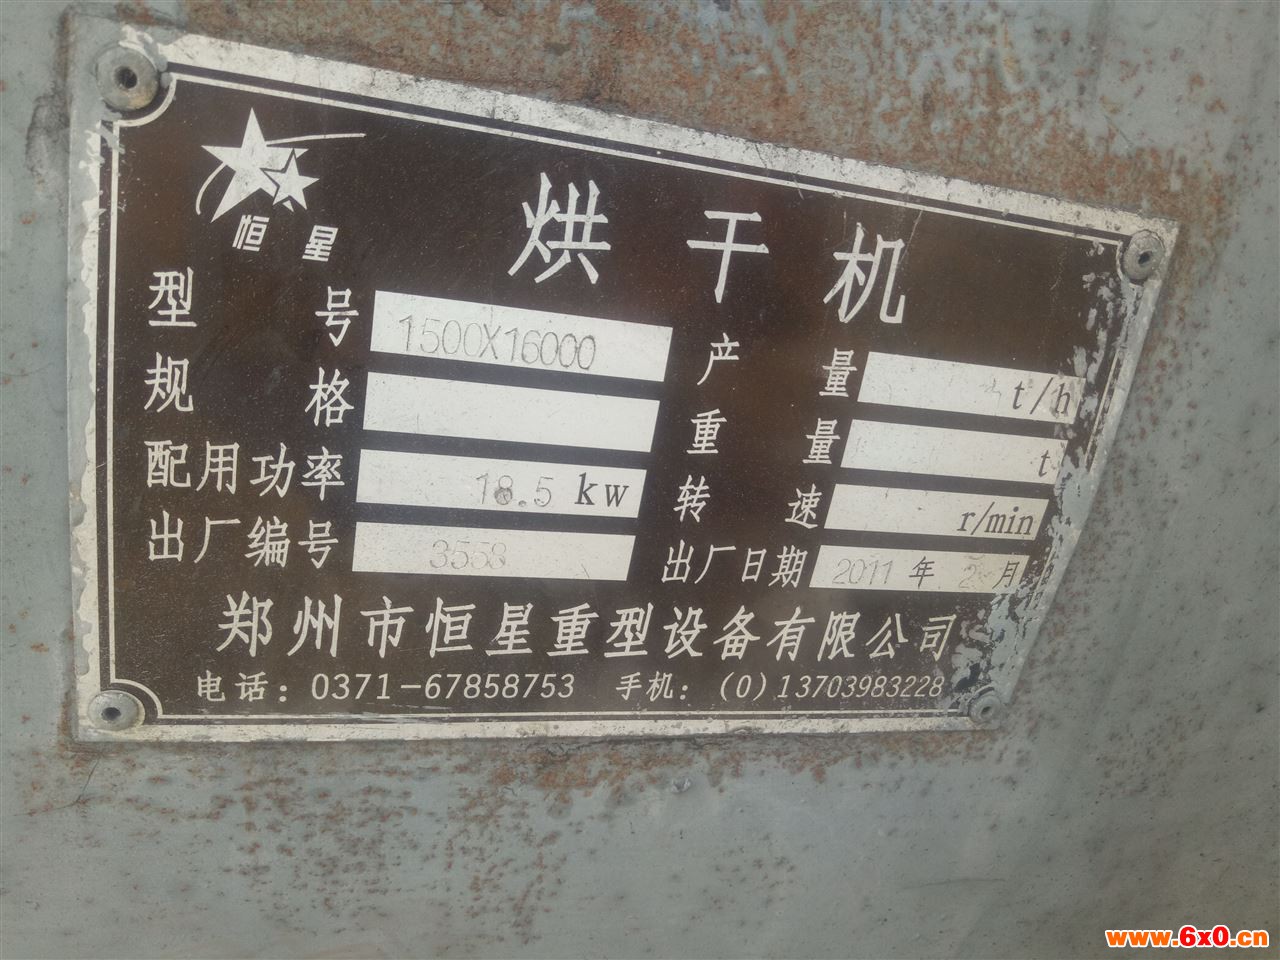 恒星
烘干机
型号 1500X16000
规格
配用功率 18.5 kw
出厂编号 3558
产量 t/h
重量 t
转速 r/min
出厂日期 2011 年 2 月
郑州市恒星重型设备有限公司
电话：0371-67858753 手机：(0)13703983228
www.6x0.cn